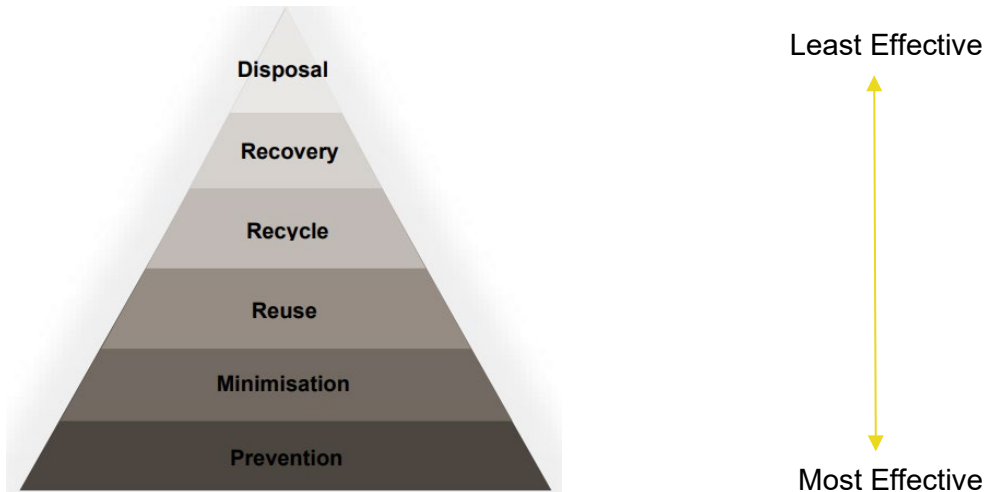 Least Effective
Disposal
Recovery
Recycle
Reuse
Minimisation
Prevention
Most Effective